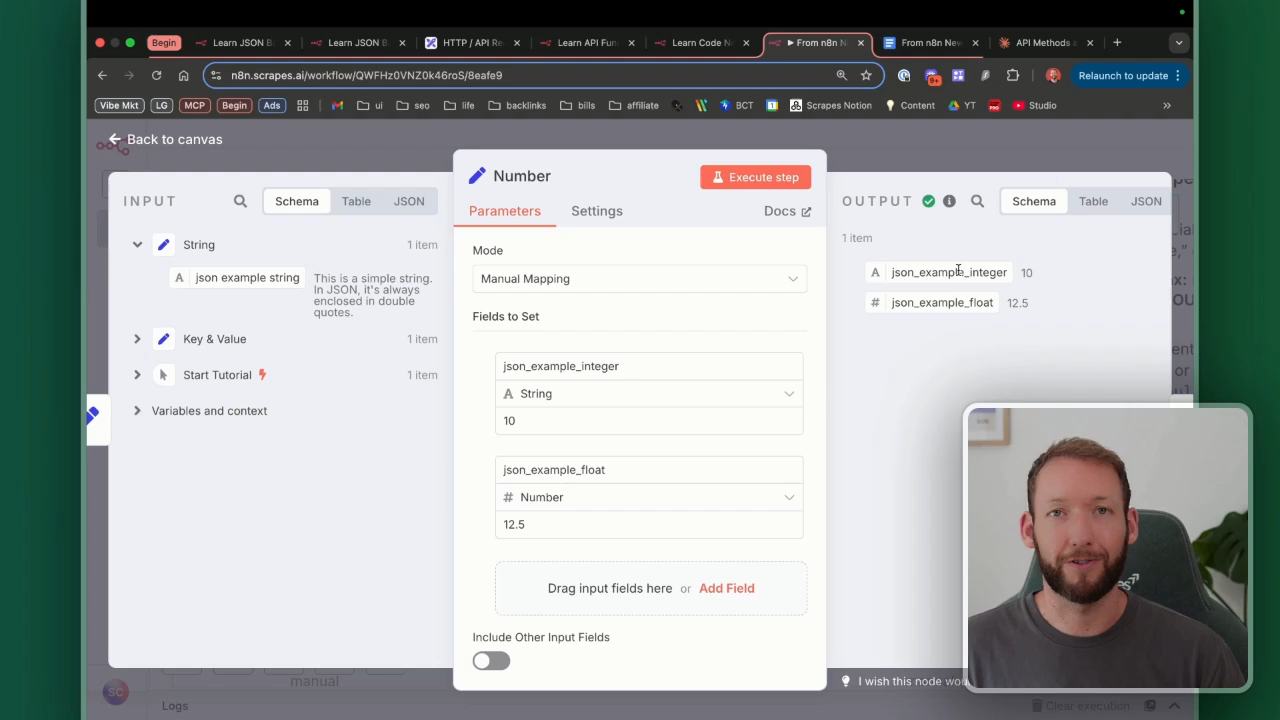 Begin
Learn JSON B
Learn JSON B
HTTP / API Re
Learn API Fun
Learn Code No
From n8n N
From n8n New
API Methods a
n8n.scrapes.ai/workflow/QWFHz0VNZ0k46roS/8eafe9
Relaunch to update
Vibe Mkt
LG
MCP
Begin
Ads
ui
seo
life
backlinks
bills
affiliate
BCT
Scrapes Notion
Content
YT
Studio
Back to canvas
INPUT
Schema
Table
JSON
String
1 item
A json example string
This is a simple string.
In JSON, it's always
enclosed in double
quotes.
Key & Value
1 item
Start Tutorial
1 item
Variables and context
Number
Execute step
Parameters
Settings
Docs
Mode
Manual Mapping
Fields to Set
json_example_integer
A String
10
json_example_float
# Number
12.5
Drag input fields here or Add Field
Include Other Input Fields
OUTPUT
Schema
Table
JSON
1 item
A json_example_integer 10
# json_example_float 12.5
I wish this node wou
manual
SC
Logs
Clear execution